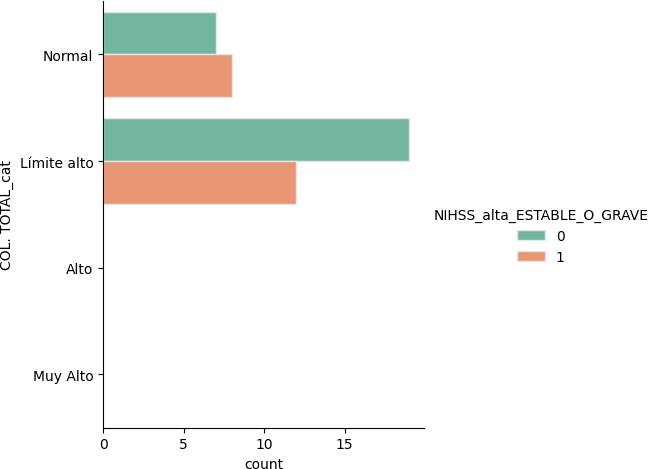 Normal
Límite alto
Alto
Muy Alto
COL. TOTAL_cat
0
5
10
15
count
NIHSS_alta_ESTABLE_O_GRAVE
0
1